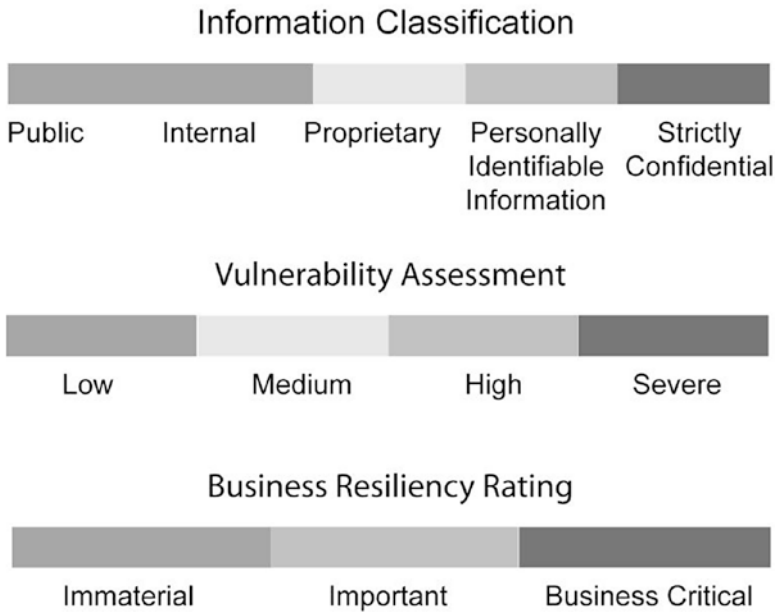 Information Classification
Public Internal Proprietary Personally Strictly
Identifiable Confidential
Information
Vulnerability Assessment
Low Medium High Severe
Business Resiliency Rating
Immaterial Important Business Critical